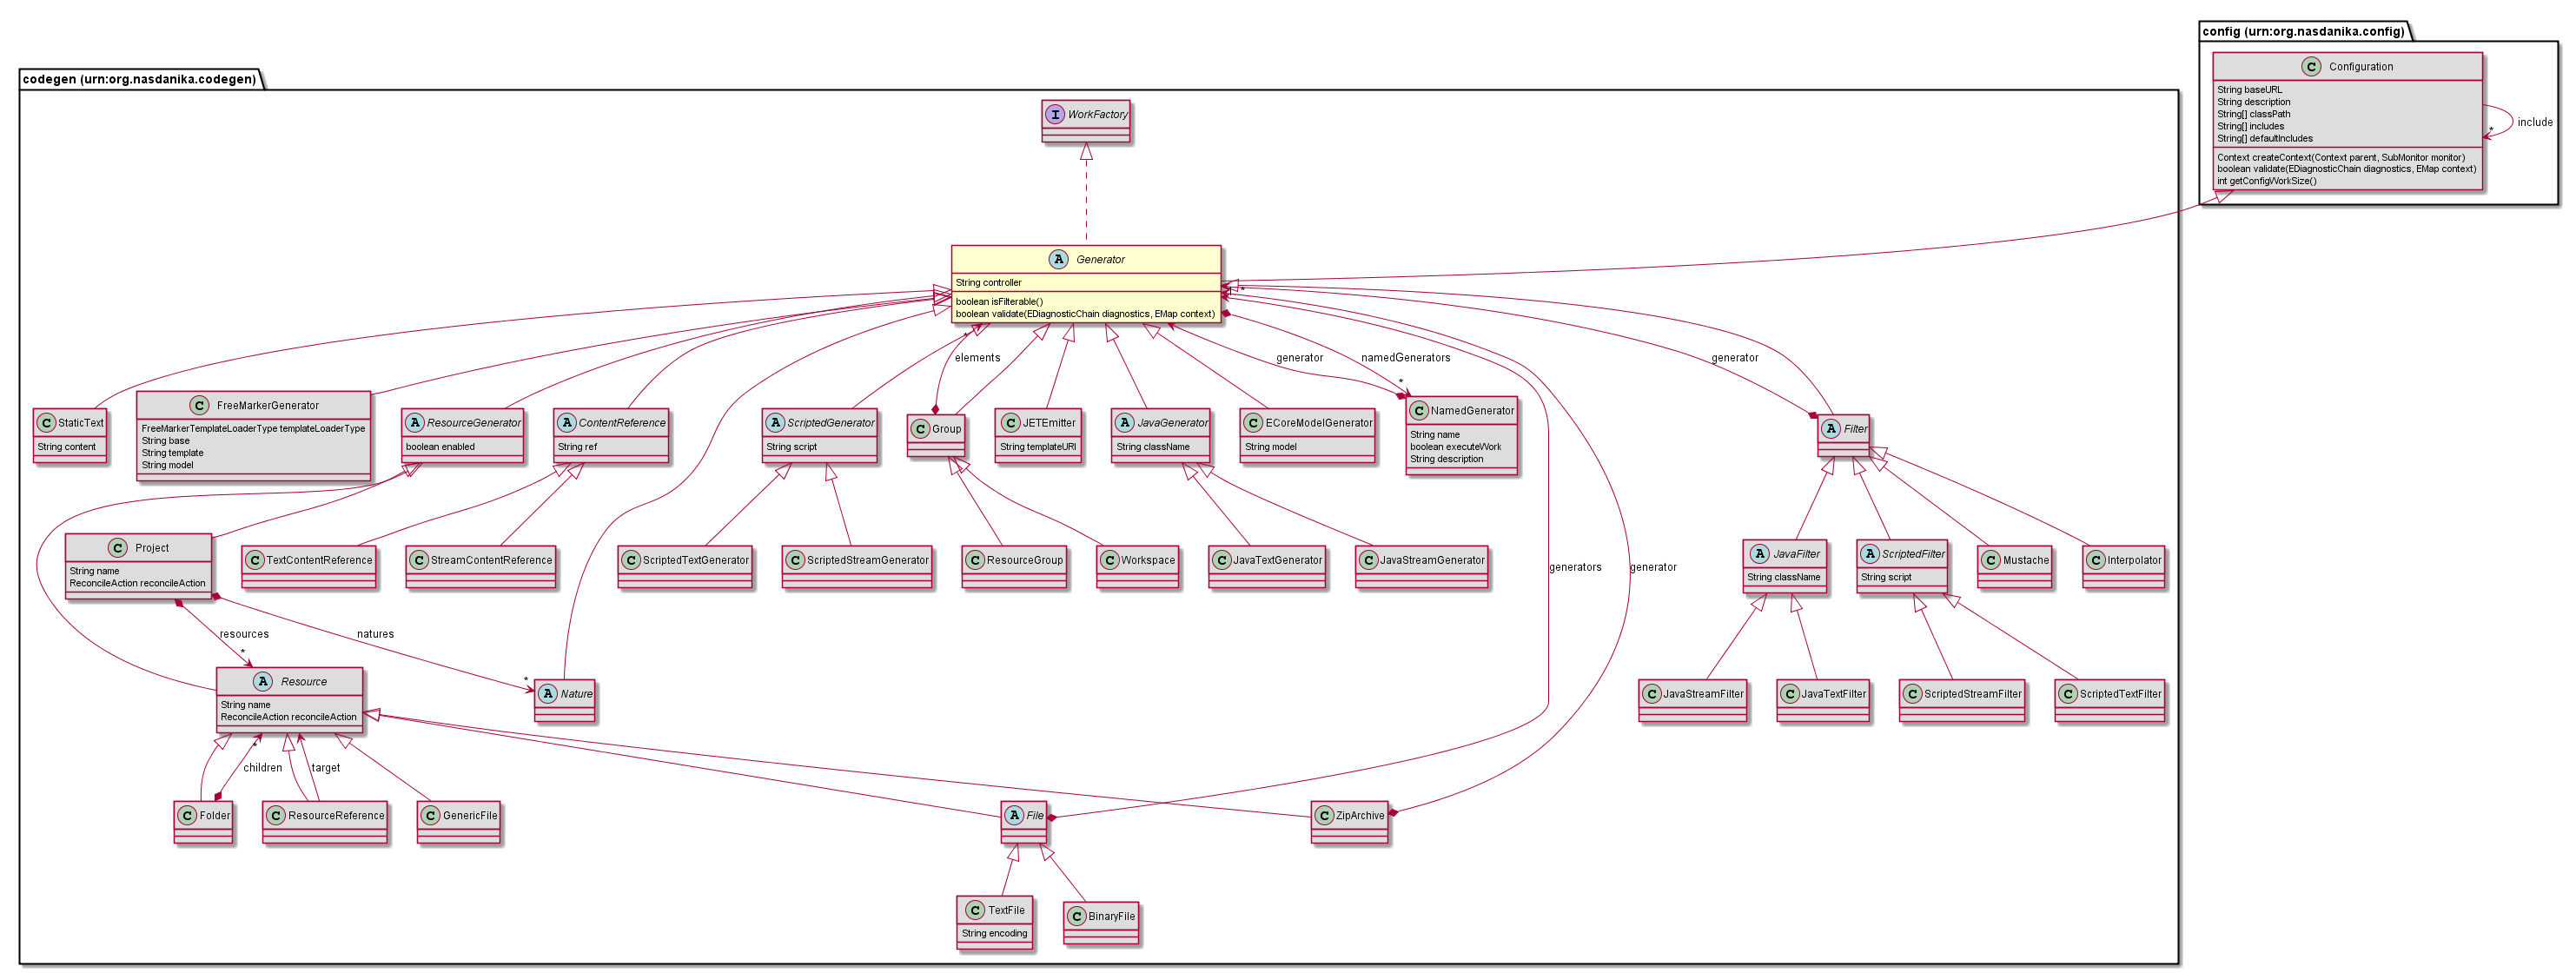 config (urn:org.nasdanika.config)
C Configuration
String baseURL
String description
String[] classPath
String[] includes
String[] defaultIncludes
Context createContext(Context parent, SubMonitor monitor)
boolean validate(EDiagnosticChain diagnostics, EMap context)
int getConfigWorkSize()
*
include
codegen (urn:org.nasdanika.codegen)
I WorkFactory
A Generator
String controller
boolean isFilterable()
boolean validate(EDiagnosticChain diagnostics, EMap context)
*
*
elements
generator
namedGenerators
*
generator
C StaticText
String content
C FreeMarkerGenerator
FreeMarkerTemplateLoaderType templateLoaderType
String base
String template
String model
A ResourceGenerator
boolean enabled
A ContentReference
String ref
A ScriptedGenerator
String script
C Group
C JETEmitter
String templateURI
A JavaGenerator
String className
C ECoreModelGenerator
String model
C NamedGenerator
String name
boolean executeWork
String description
A Filter
C Project
String name
ReconcileAction reconcileAction
C TextContentReference
C StreamContentReference
C ScriptedTextGenerator
C ScriptedStreamGenerator
C ResourceGroup
C Workspace
C JavaTextGenerator
C JavaStreamGenerator
generators
generator
A JavaFilter
String className
A ScriptedFilter
String script
C Mustache
C Interpolator
resources
*
natures
*
A Resource
String name
ReconcileAction reconcileAction
A Nature
C JavaStreamFilter
C JavaTextFilter
C ScriptedStreamFilter
C ScriptedTextFilter
*
children
target
C Folder
C ResourceReference
C GenericFile
A File
C ZipArchive
C TextFile
String encoding
C BinaryFile